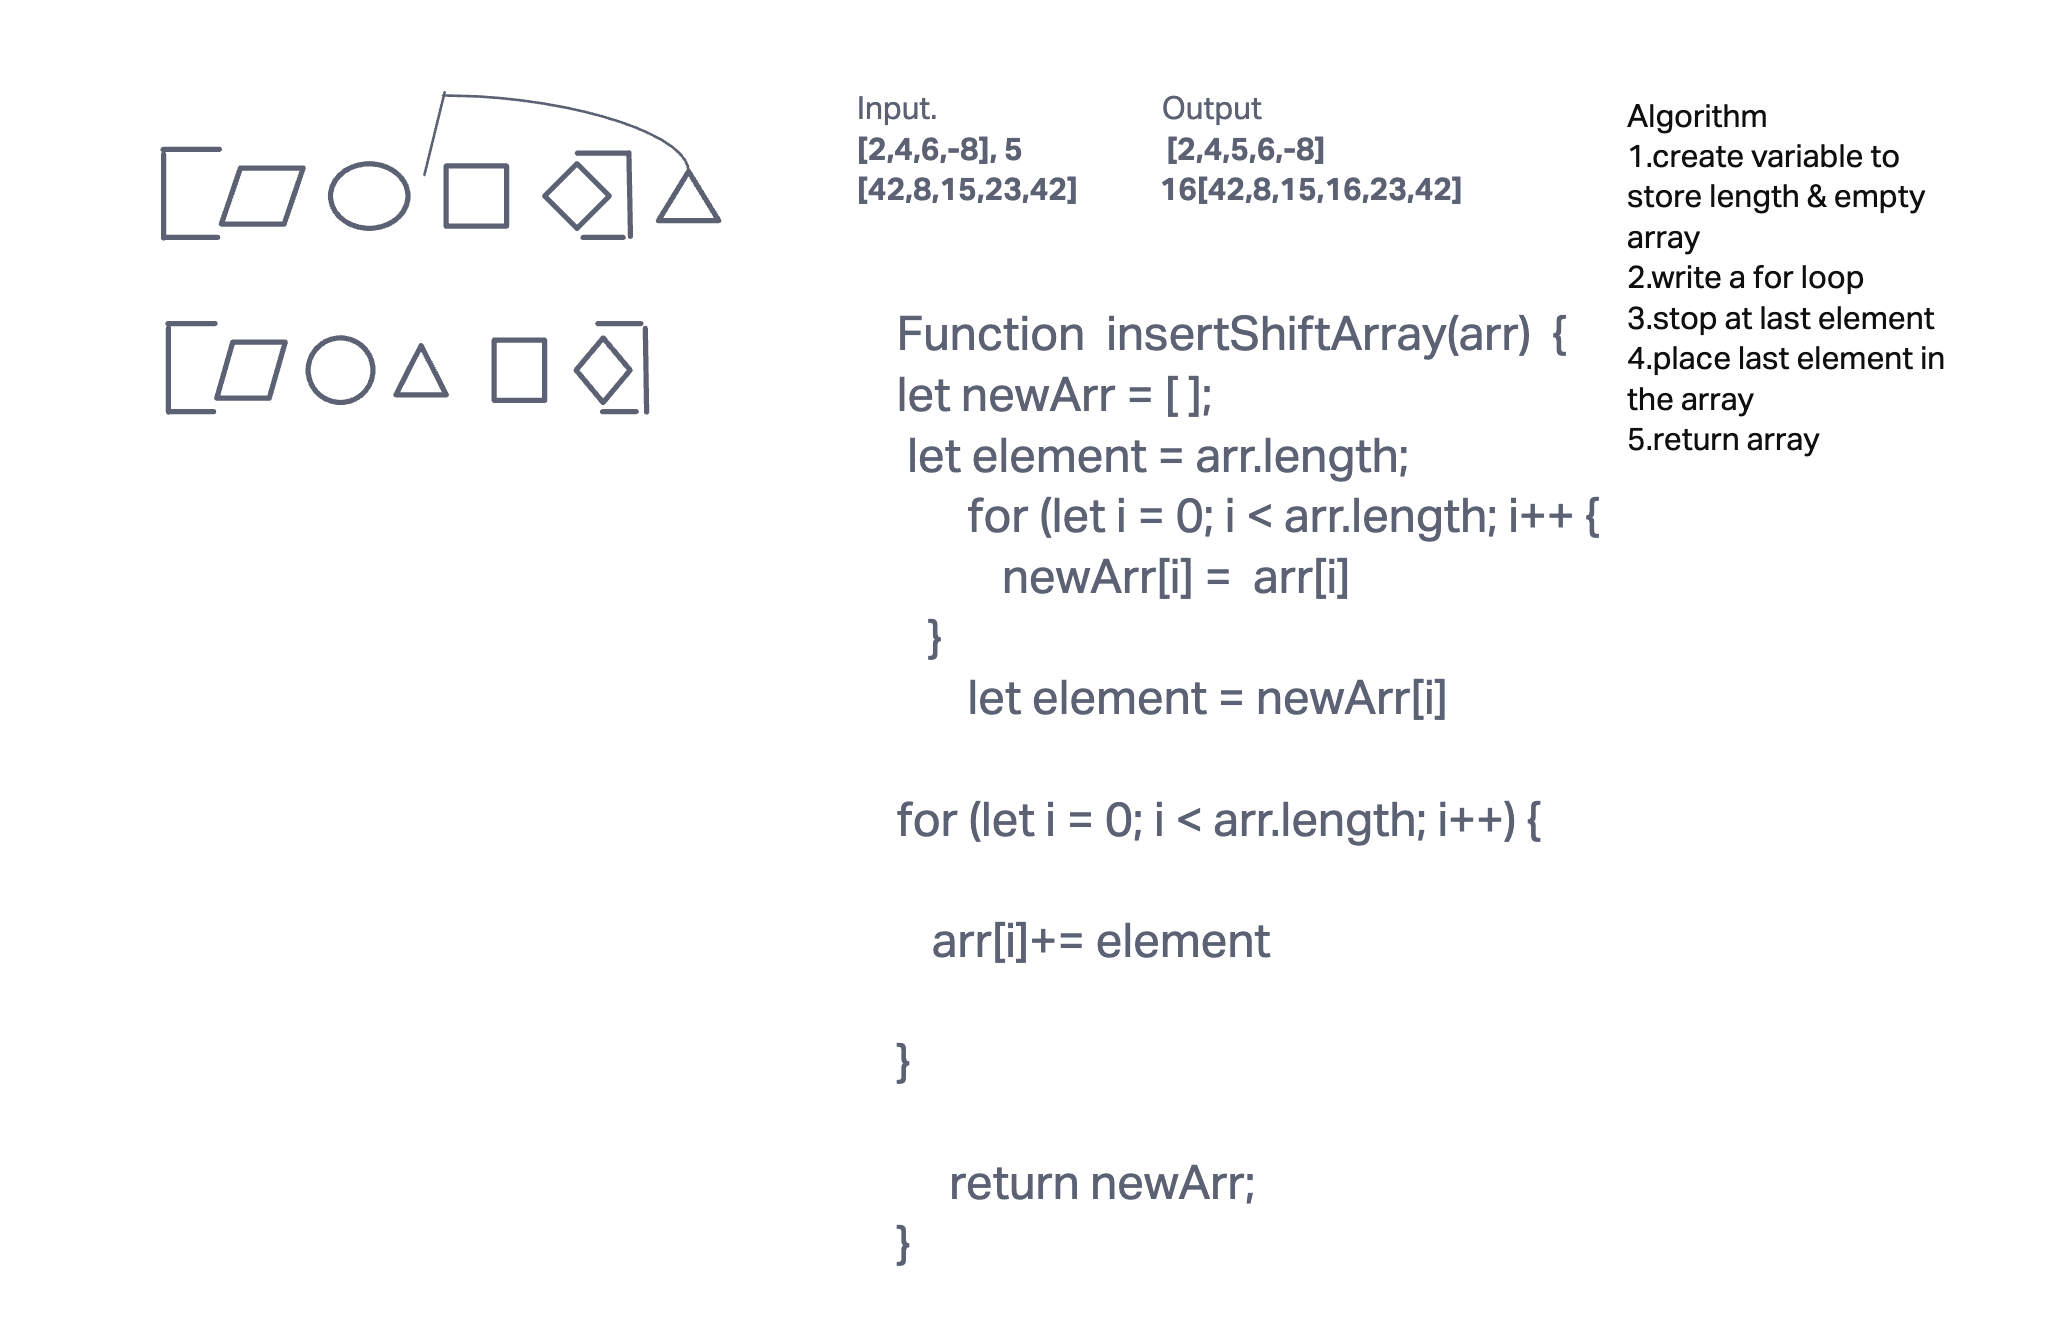 Input.
[2,4,6,-8], 5
[42,8,15,23,42]
Output
[2,4,5,6,-8]
16[42,8,15,16,23,42]
Algorithm
1.create variable to
store length & empty
array
2.write a for loop
3.stop at last element
4.place last element in
the array
5.return array
Function  insertShiftArray(arr)  {
let newArr = [ ];
let element = arr.length;
for (let i = 0; i < arr.length; i++ {
newArr[i] =  arr[i]
}
let element = newArr[i]
for (let i = 0; i < arr.length; i++) {
arr[i]+= element
}
return newArr;
}